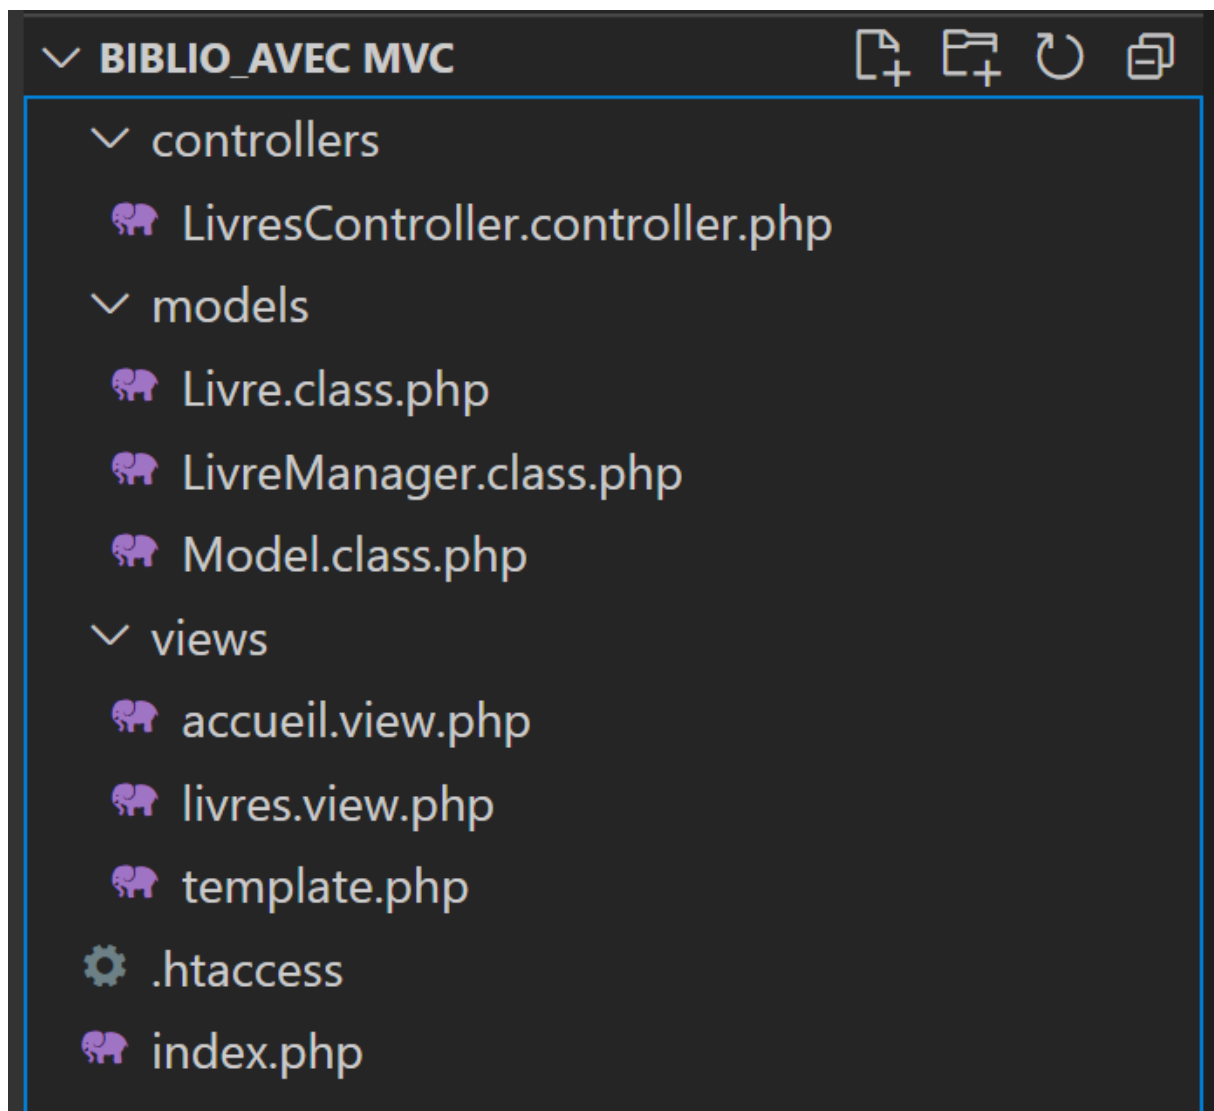 BIBLIO_AVEC MVC
controllers
LivresController.controller.php
models
Livre.class.php
LivreManager.class.php
Model.class.php
views
accueil.view.php
livres.view.php
template.php
.htaccess
index.php